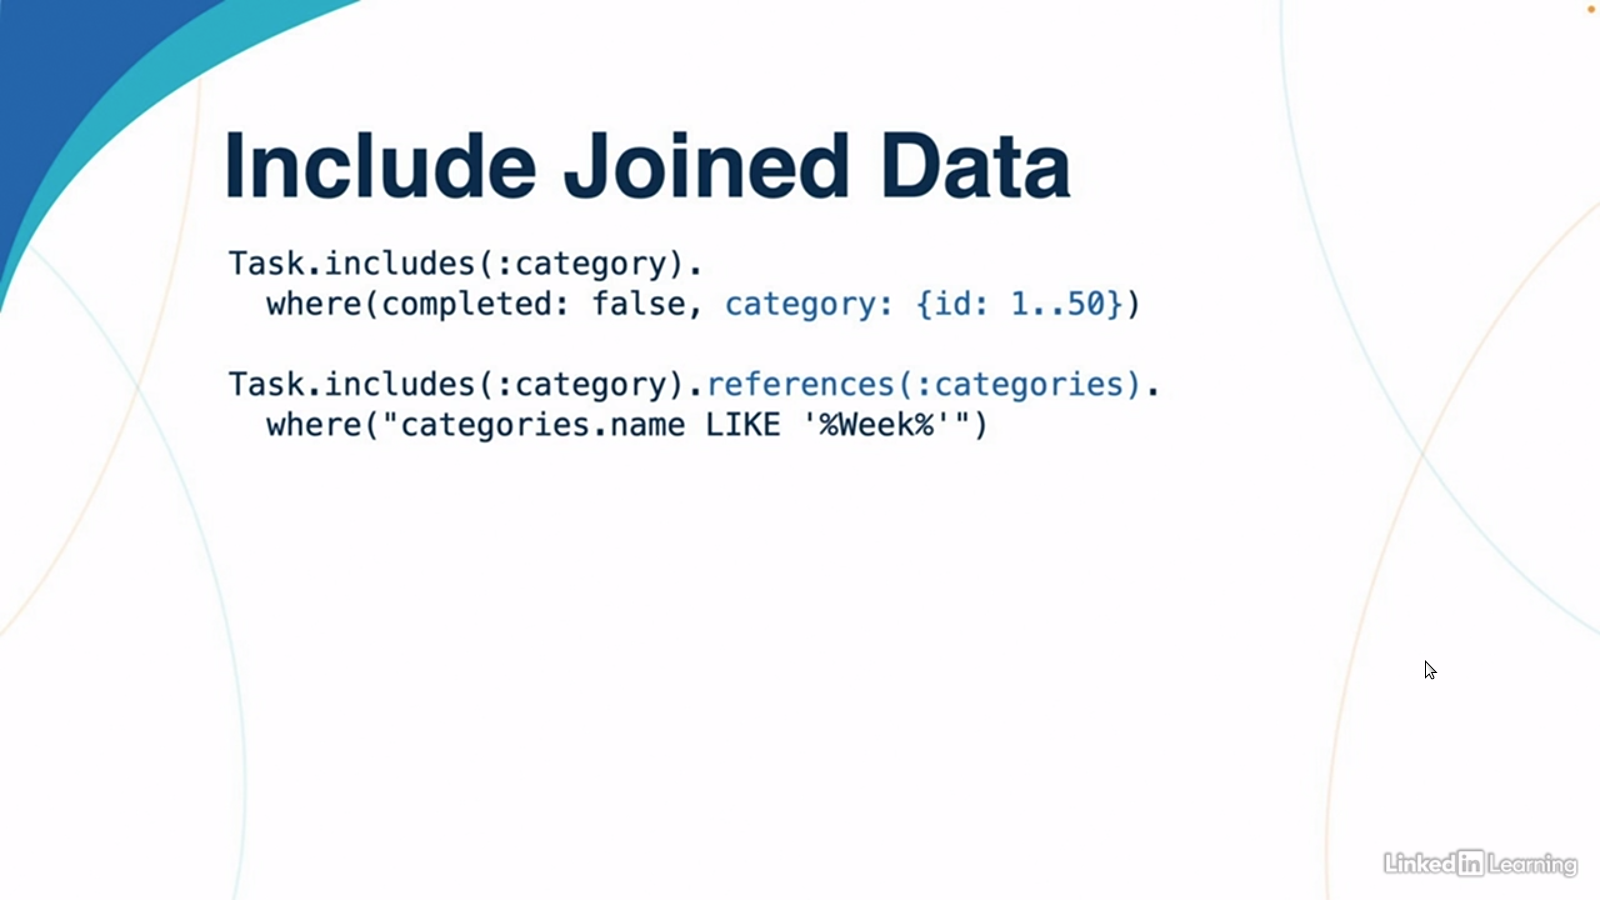 Include Joined Data
Task.includes(:category).
  where(completed: false, category: {id: 1..50})
Task.includes(:category).references(:categories).
  where("categories.name LIKE '%Week%'")
Linked in Learning